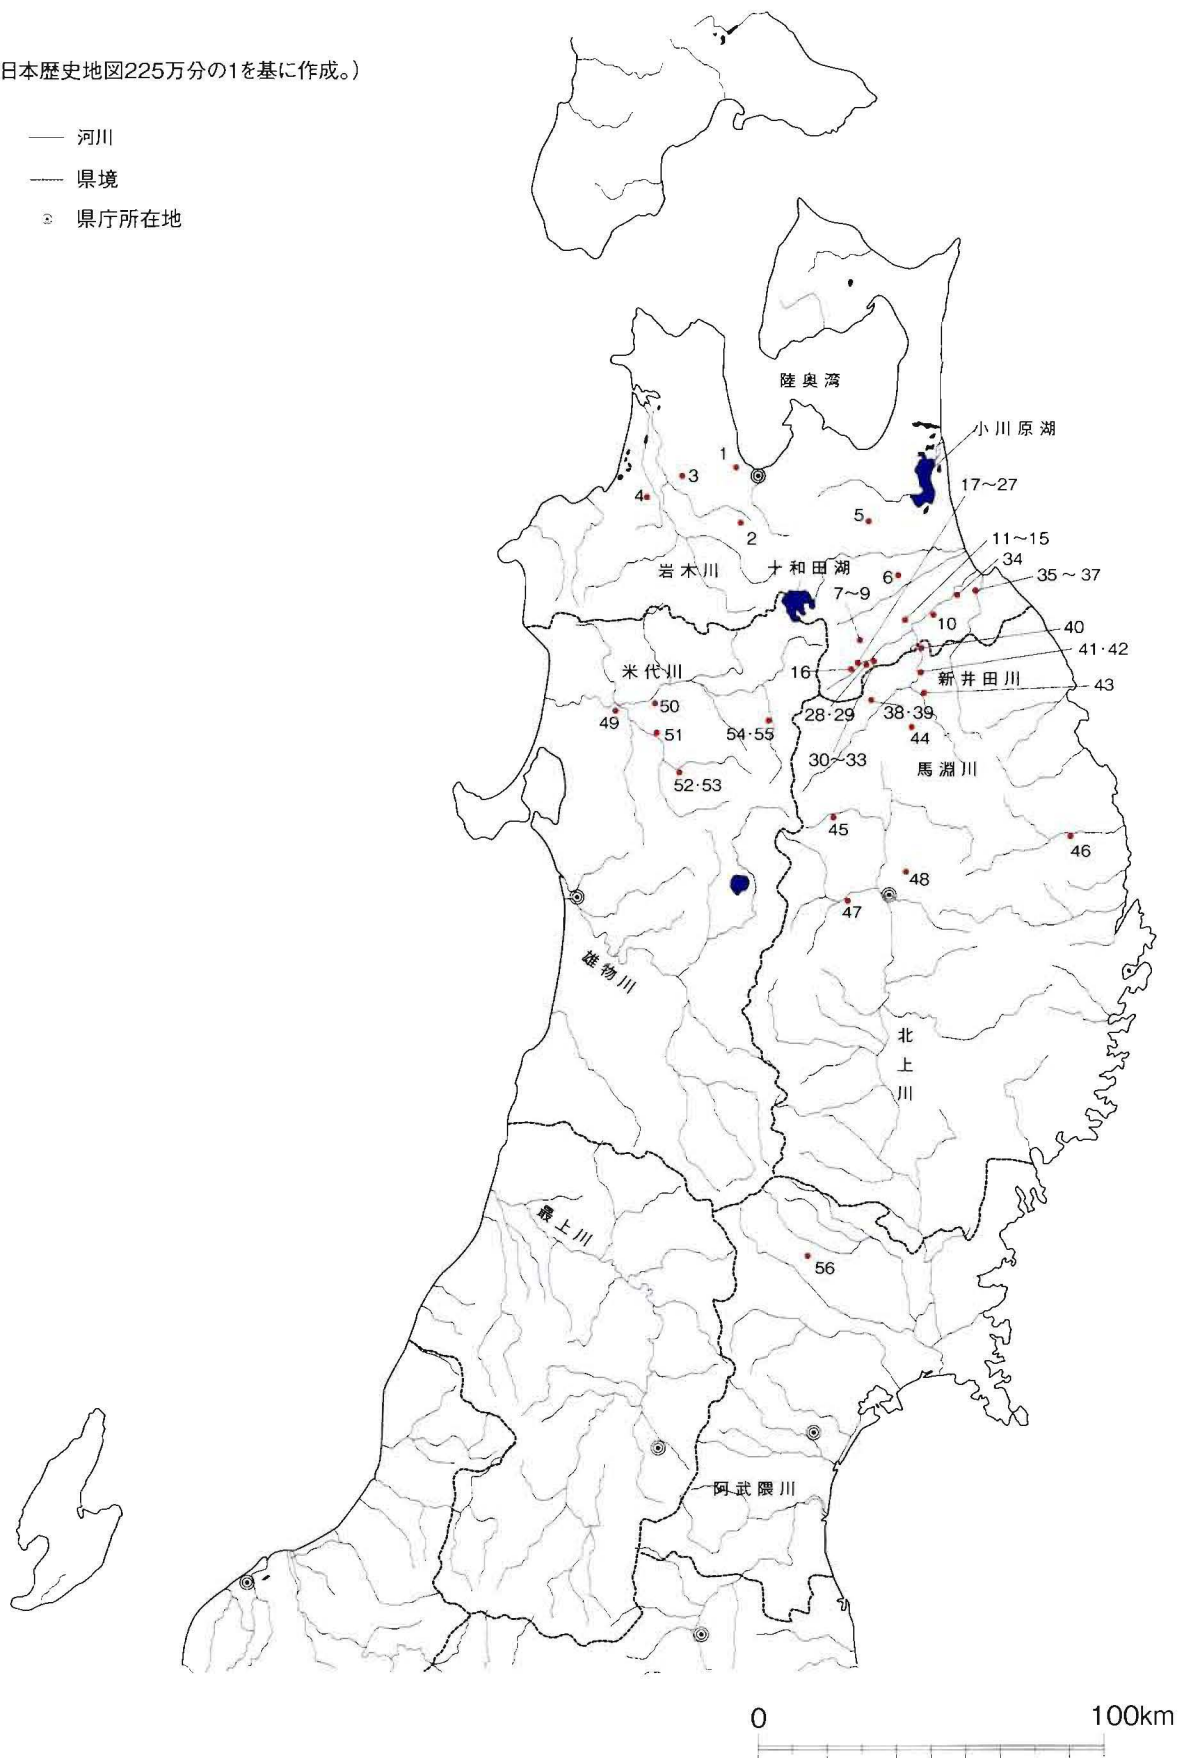 日本歴史地図225万分の1を基に作成。)
河川
県境
県庁所在地
陸奥湾
小川原湖
1
3
17~27
4
5
2
11~15
34
岩木川
十和田湖
6
35~37
7~9
10
40
41・42
16
米代川
新井田川
43
50
28・29
38・39
49
51
54・55
44
30~33
馬淵川
52・53
45
46
48
47
雄物川
北上川
最上川
56
阿武隈川
0
100km